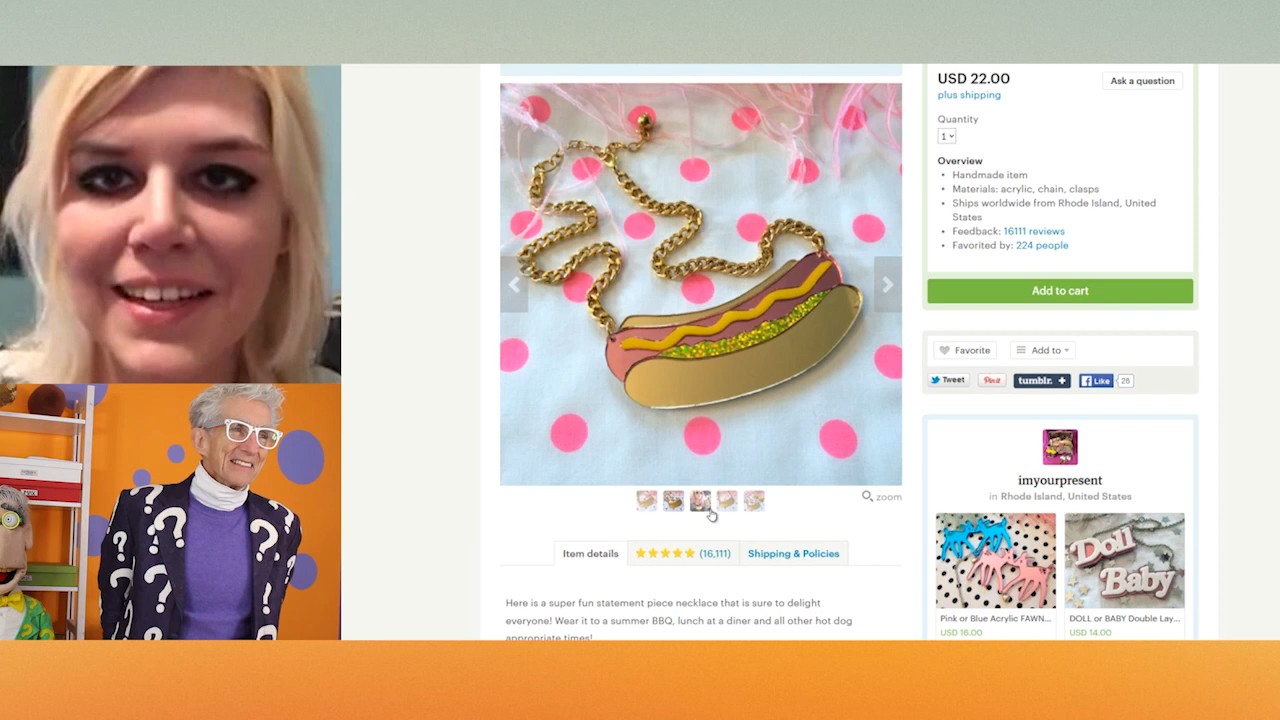 USD 22.00
Ask a question
plus shipping
Quantity
1
Overview
• Handmade item
• Materials: acrylic, chain, clasps
• Ships worldwide from Rhode Island, United
States
• Feedback: 16111 reviews
• Favorited by: 224 people
Add to cart
Favorite
Add to
Tweet
Pin it
tumblr. +
Like
26
zoom
imyourpresent
in Rhode Island, United States
Item details
(16,111)
Shipping & Policies
Doll
Baby
Here is a super fun statement piece necklace that is sure to delight
everyone! Wear it to a summer BBQ, lunch at a diner and all other hot dog
appropriate times!
Pink or Blue Acrylic FAWN...
USD 16.00
DOLL or BABY Double Lay...
USD 14.00